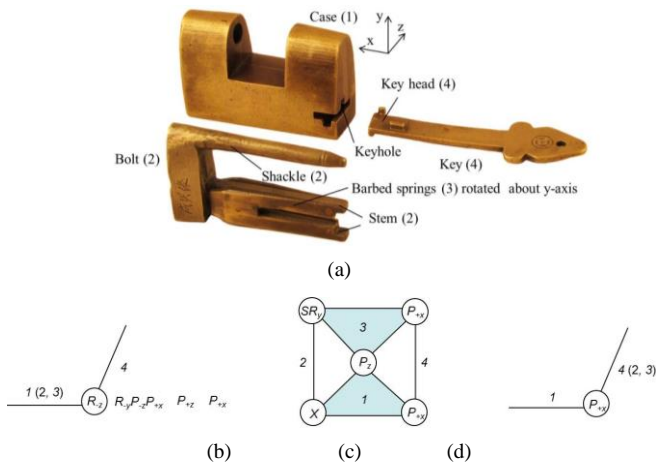 Case (1)
y
z
x
Key head (4)
Keyhole
Key (4)
Bolt (2)
Shackle (2)
Barbed springs (3) rotated about y-axis
Stem (2)
(a)
SRy P+x
3
4
2 Pz 4
1 (2, 3) 1 1 4 (2, 3)
R-z R-yP-zP+x P+z P+x X P+x P+x
(b) (c) (d)